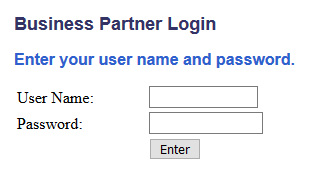 Business Partner Login
Enter your user name and password.
User Name:
Password:
Enter